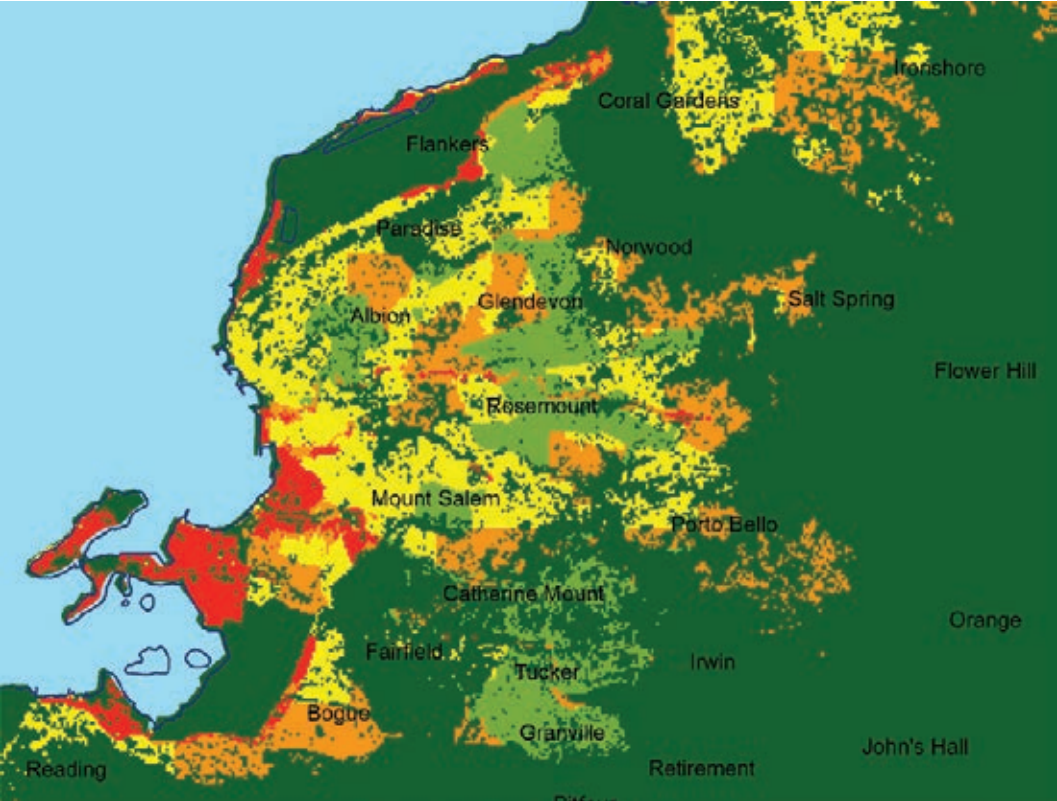 Ironshore
Coral Gardens
Flankers
Paradise
Norwood
Salt Spring
Glendevon
Albion
Flower Hill
Rosemount
Mount Salem
Porto Bello
Catherine Mount
Orange
Fairfield
Irwin
Tucker
Bogue
Granville
John's Hall
Reading
Retirement